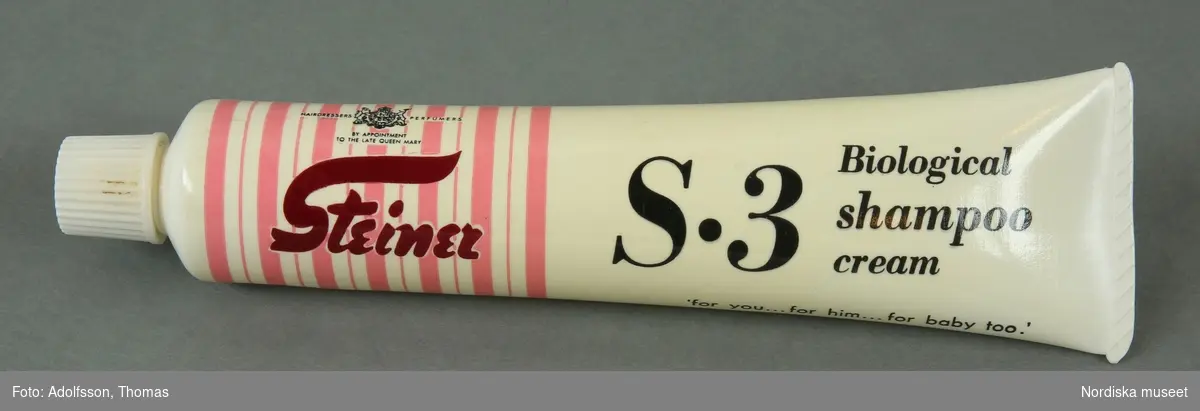 HAIRDRESSERS PERFUMERS
BY APPOINTMENT
TO THE LATE QUEEN MARY
Steiner
S·3
Biological
shampoo
cream
'for you...for him...for baby too.'
Foto: Adolfsson, Thomas
Nordiska museet